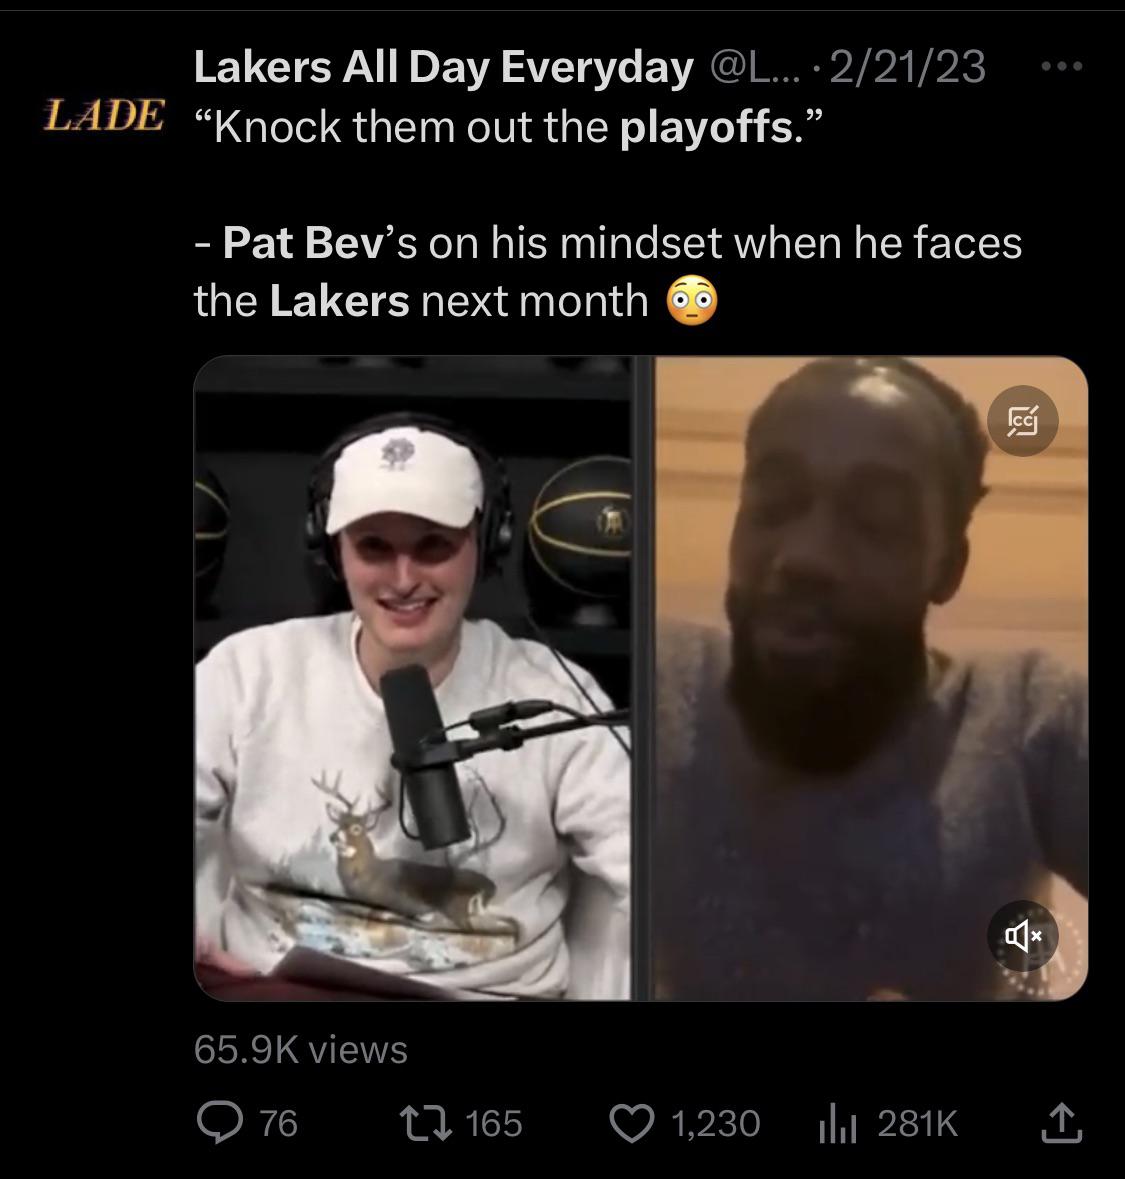 Lakers All Day Everyday @L... · 2/21/23
LADE
“Knock them out the playoffs.”
- Pat Bev’s on his mindset when he faces
the Lakers next month 😳
CC
65.9K views
76 165 1,230 281K